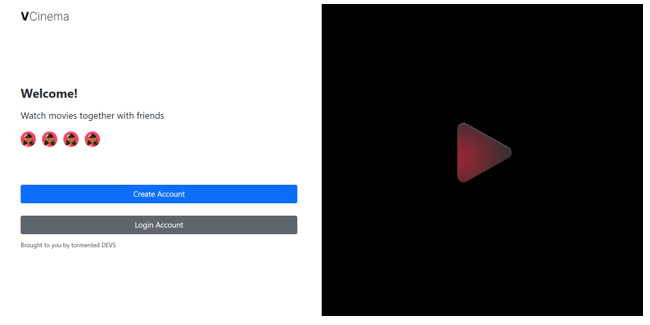 VCinema
Welcome!
Watch movies together with friends
Create Account
Login Account
Brought to you by tormented DEVS